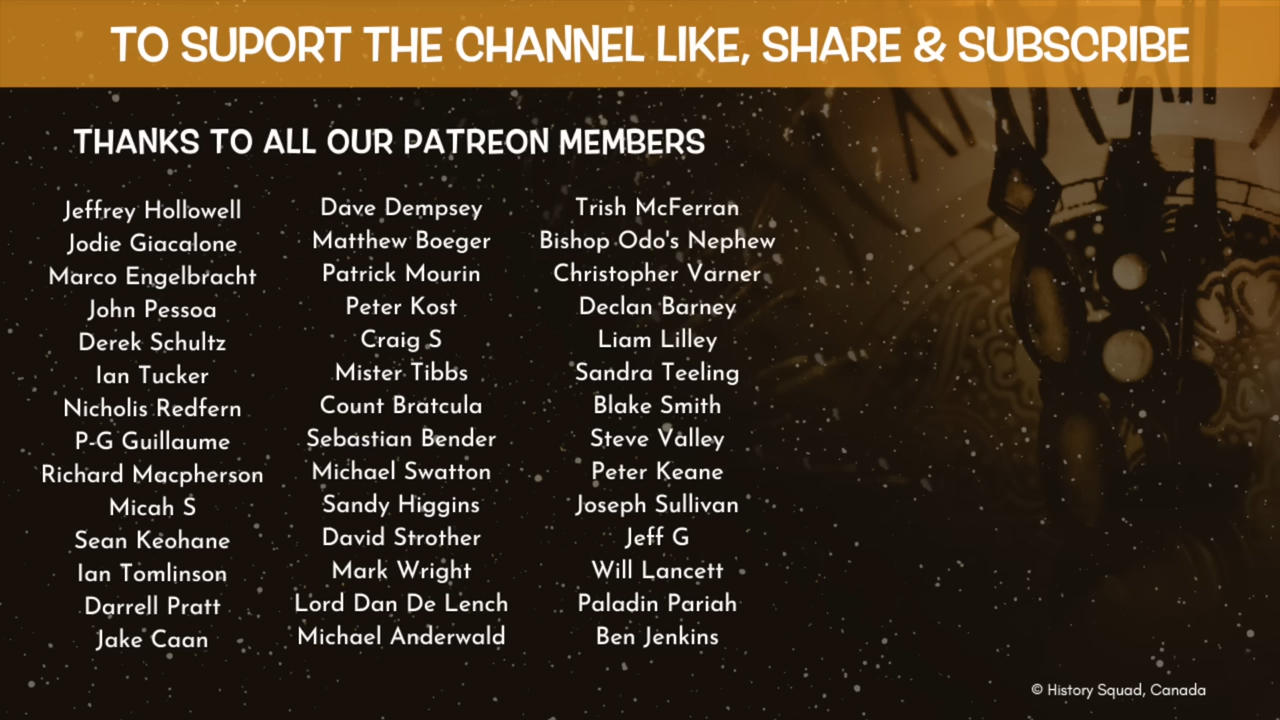 TO SUPORT THE CHANNEL LIKE, SHARE & SUBSCRIBE
THANKS TO ALL OUR PATREON MEMBERS
Jeffrey Hollowell
Jodie Giacalone
Marco Engelbracht
John Pessoa
Derek Schultz
Ian Tucker
Nicholis Redfern
P-G Guillaume
Richard Macpherson
Micah S
Sean Keohane
Ian Tomlinson
Darrell Pratt
Jake Caan
Dave Dempsey
Matthew Boeger
Patrick Mourin
Peter Kost
Craig S
Mister Tibbs
Count Bratcula
Sebastian Bender
Michael Swatton
Sandy Higgins
David Strother
Mark Wright
Lord Dan De Lench
Michael Anderwald
Trish McFerran
Bishop Odo's Nephew
Christopher Varner
Declan Barney
Liam Lilley
Sandra Teeling
Blake Smith
Steve Valley
Peter Keane
Joseph Sullivan
Jeff G
Will Lancett
Paladin Pariah
Ben Jenkins
© History Squad, Canada